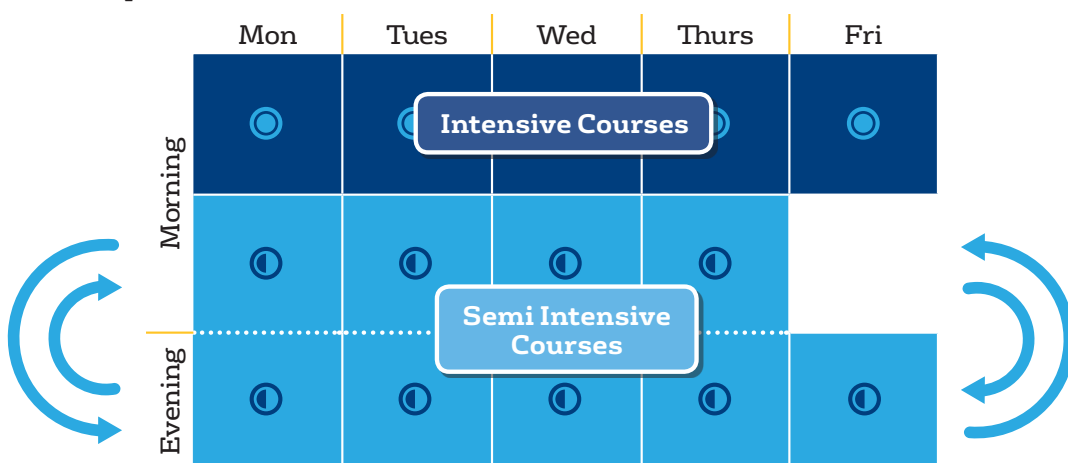 Mon Tues Wed Thurs Fri
Morning
Intensive Courses
Semi Intensive
Courses
Evening